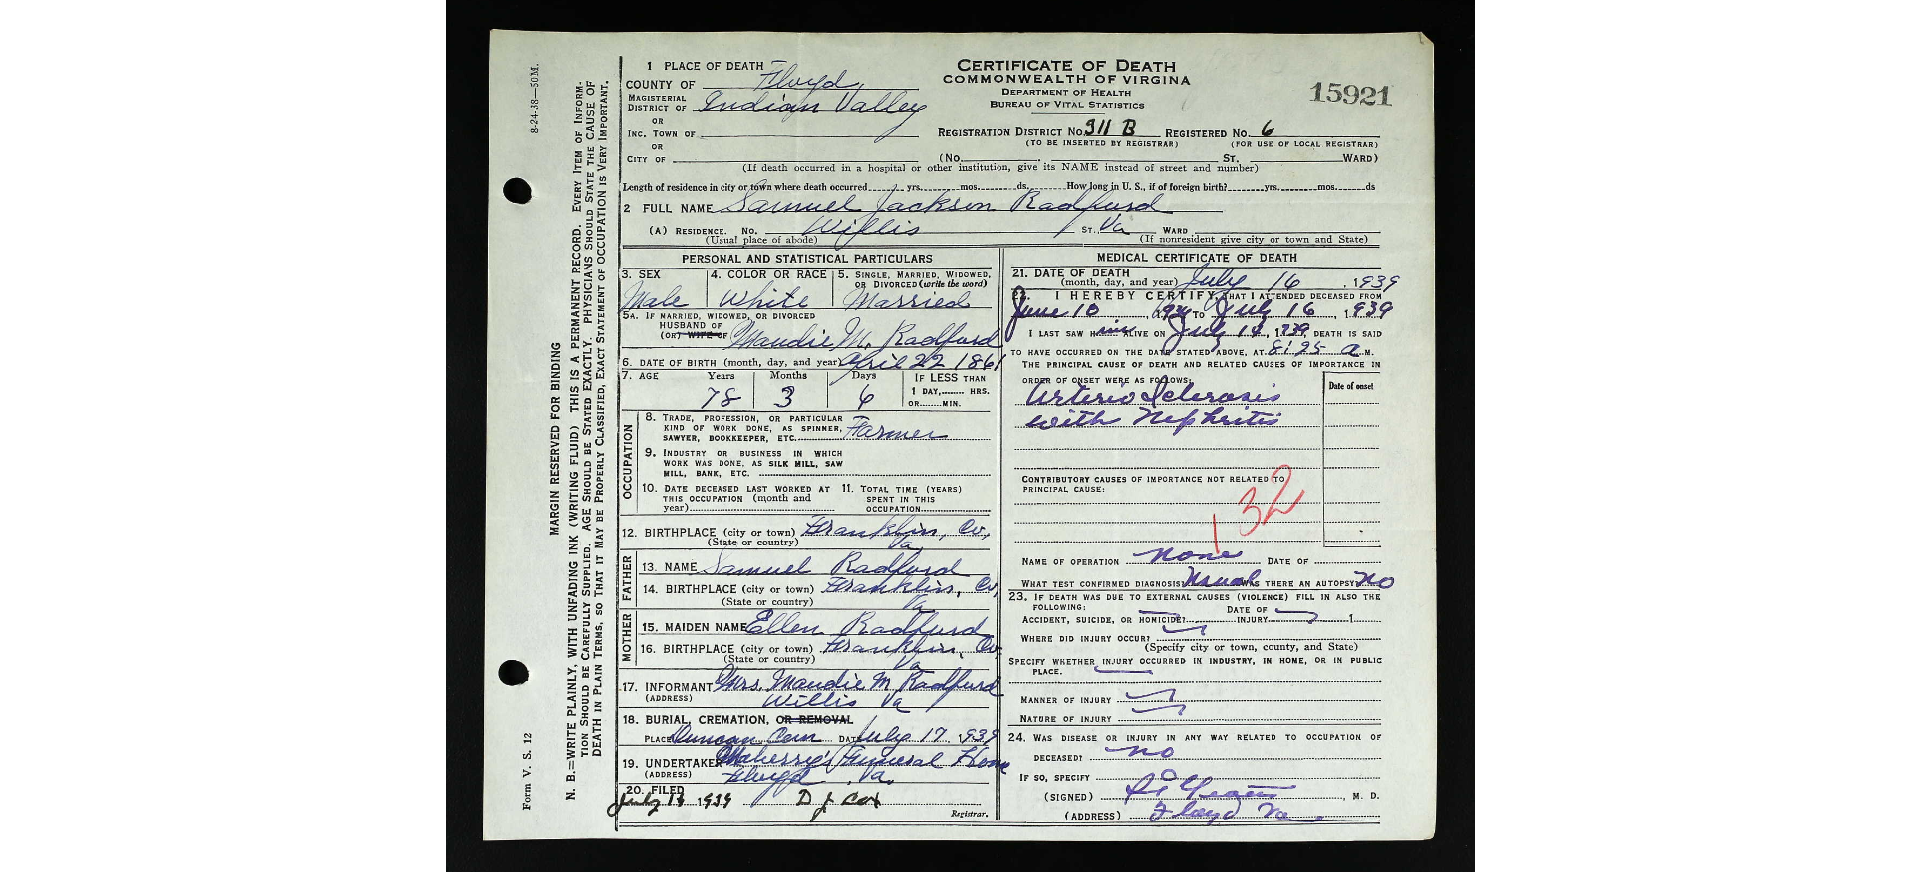 1 PLACE OF DEATH
COUNTY OF Floyd
MAGISTERIAL DISTRICT OF Indian Valley
OR
INC. TOWN OF
OR
CITY OF
CERTIFICATE OF DEATH
COMMONWEALTH OF VIRGINIA
DEPARTMENT OF HEALTH
BUREAU OF VITAL STATISTICS
15921
REGISTRATION DISTRICT No. 311 B REGISTERED No. 6
(TO BE INSERTED BY REGISTRAR) (FOR USE OF LOCAL REGISTRAR)
(No. ST. WARD)
(If death occurred in a hospital or other institution, give its NAME instead of street and number)
Length of residence in city or town where death occurred yrs. mos. ds. How long in U. S., if of foreign birth? yrs. mos. ds
2 FULL NAME Samuel Jackson Radfurd
(A) RESIDENCE. No. Willis ST., Va WARD
(Usual place of abode) (If nonresident give city or town and State)
PERSONAL AND STATISTICAL PARTICULARS
3. SEX 4. COLOR OR RACE 5. SINGLE, MARRIED, WIDOWED, OR DIVORCED (write the word)
Male White Married
5A. IF MARRIED, WIDOWED, OR DIVORCED
HUSBAND OF
(OR) WIFE OF Maudie M. Radfurd
6. DATE OF BIRTH (month, day, and year) April 22 1861
7. AGE Years Months Days IF LESS THAN
1 DAY, HRS.
OR MIN.
78 3 6
OCCUPATION
8. TRADE, PROFESSION, OR PARTICULAR
KIND OF WORK DONE, AS SPINNER,
SAWYER, BOOKKEEPER, ETC. Farmer
9. INDUSTRY OR BUSINESS IN WHICH
WORK WAS DONE, AS SILK MILL, SAW
MILL, BANK, ETC.
10. DATE DECEASED LAST WORKED AT
THIS OCCUPATION (month and
year)
11. TOTAL TIME (YEARS)
SPENT IN THIS
OCCUPATION
12. BIRTHPLACE (city or town) Franklin, Co,
(State or country) Va,
FATHER
13. NAME Samuel Radfurd
14. BIRTHPLACE (city or town) Franklin, Co,
(State or country) Va
MOTHER
15. MAIDEN NAME Ellen Radfurd
16. BIRTHPLACE (city or town) Franklin, Co
(State or country) Va
17. INFORMANT Mrs. Maudie M Radfurd
(ADDRESS) Willis Va
18. BURIAL, CREMATION, OR REMOVAL
PLACE Duncan Cem DATE July 17 1939
19. UNDERTAKER Funeral Home
(ADDRESS) Floyd Va.
20. FILED
July 1939 D J Cox
Registrar.
MEDICAL CERTIFICATE OF DEATH
21. DATE OF DEATH
(month, day, and year) July 16, 1939
22. I HEREBY CERTIFY, THAT I ATTENDED DECEASED FROM
June 10, 1939 TO July 16, 1939
I LAST SAW HIM ALIVE ON July 14, 1939 DEATH IS SAID
TO HAVE OCCURRED ON THE DATE STATED ABOVE, AT 8:25 A M.
THE PRINCIPAL CAUSE OF DEATH AND RELATED CAUSES OF IMPORTANCE IN
ORDER OF ONSET WERE AS FOLLOWS:
Date of onset
Arterio Sclerosis
with Nephritis
CONTRIBUTORY CAUSES OF IMPORTANCE NOT RELATED TO
PRINCIPAL CAUSE:
132
NAME OF OPERATION None DATE OF
WHAT TEST CONFIRMED DIAGNOSIS? Usual WAS THERE AN AUTOPSY? No
23. IF DEATH WAS DUE TO EXTERNAL CAUSES (VIOLENCE) FILL IN ALSO THE
FOLLOWING:
DATE OF
ACCIDENT, SUICIDE, OR HOMICIDE? INJURY 1
WHERE DID INJURY OCCUR?
(Specify city or town, county, and State)
SPECIFY WHETHER INJURY OCCURRED IN INDUSTRY, IN HOME, OR IN PUBLIC
PLACE.
MANNER OF INJURY
NATURE OF INJURY
24. WAS DISEASE OR INJURY IN ANY WAY RELATED TO OCCUPATION OF
DECEASED? no
IF SO, SPECIFY
(SIGNED) , M. D.
(ADDRESS) Floyd Va
8-24-38—50M.
MARGIN RESERVED FOR BINDING
Form V. S. 12
N. B.=WRITE PLAINLY, WITH UNFADING INK (WRITING FLUID) THIS IS A PERMANENT RECORD. EVERY ITEM OF INFORM-
TION SHOULD BE CAREFULLY SUPPLIED. AGE SHOULD BE STATED EXACTLY. PHYSICIANS SHOULD STATE THE CAUSE OF
DEATH IN PLAIN TERMS, SO THAT IT MAY BE PROPERLY CLASSIFIED, EXACT STATEMENT OF OCCUPATION IS VERY IMPORTANT.